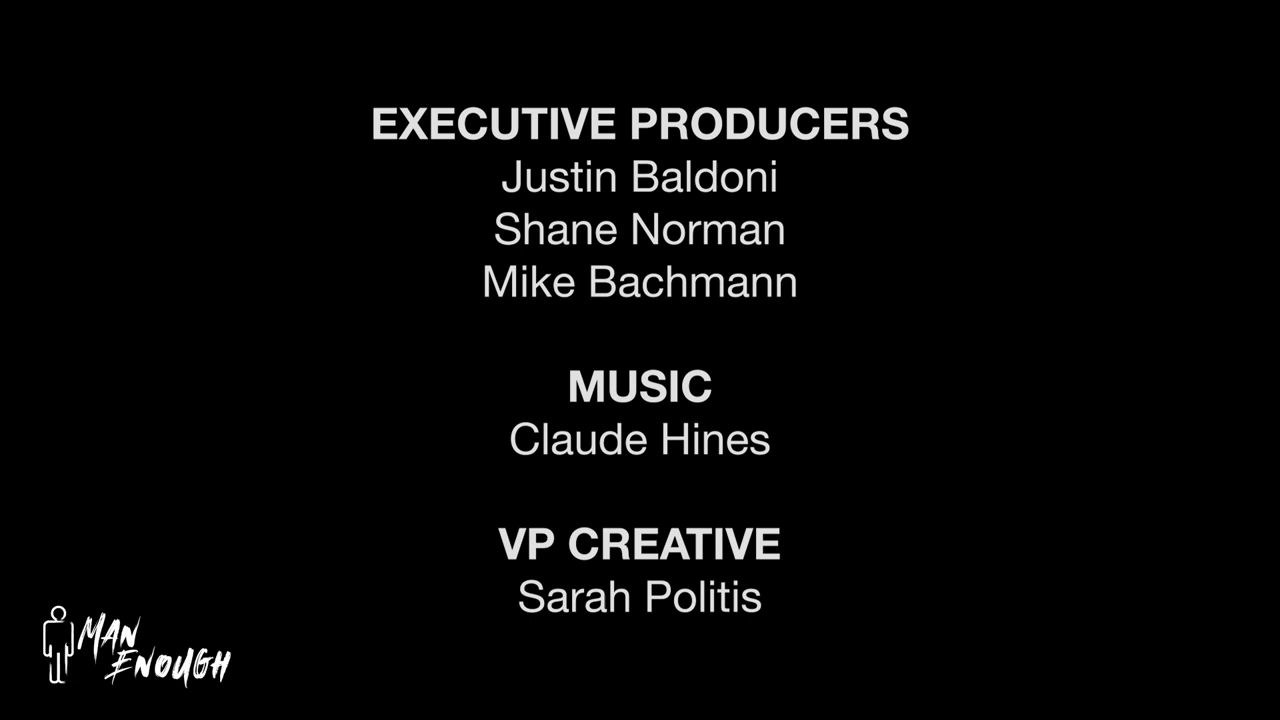 EXECUTIVE PRODUCERS
Justin Baldoni
Shane Norman
Mike Bachmann
MUSIC
Claude Hines
VP CREATIVE
Sarah Politis
MAN
ENOUGH